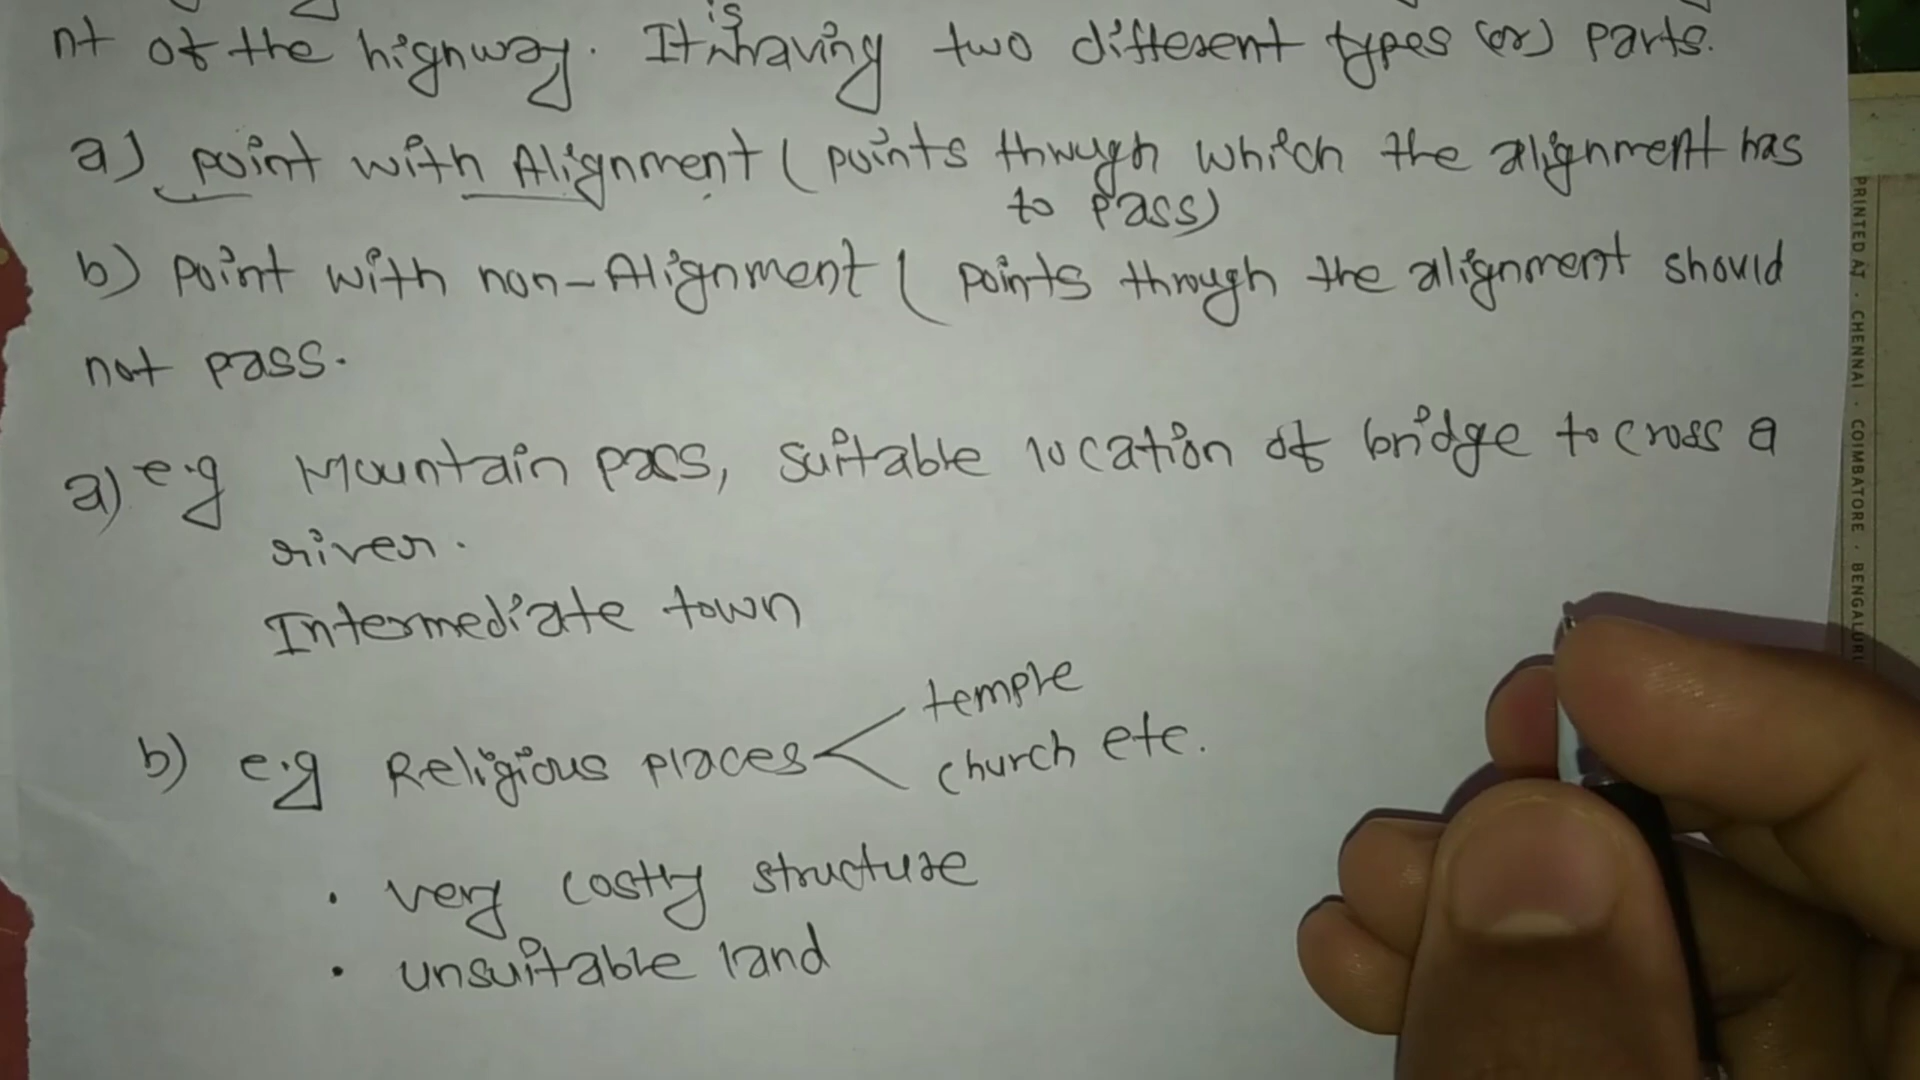 nt of the highway. It is having two different types (or) parts.
a) point with Alignment ( points through which the alignment has
to pass)
b) point with non-Alignment ( points through the alignment should
not pass.
a) e.g Mountain pass, suitable location of bridge to cross a
river.
Intermediate town
b) e.g Religious places < temple
church etc.
• very costly structure
• unsuitable land
PRINTED AT · CHENNAI · COIMBATORE · BENGALURU